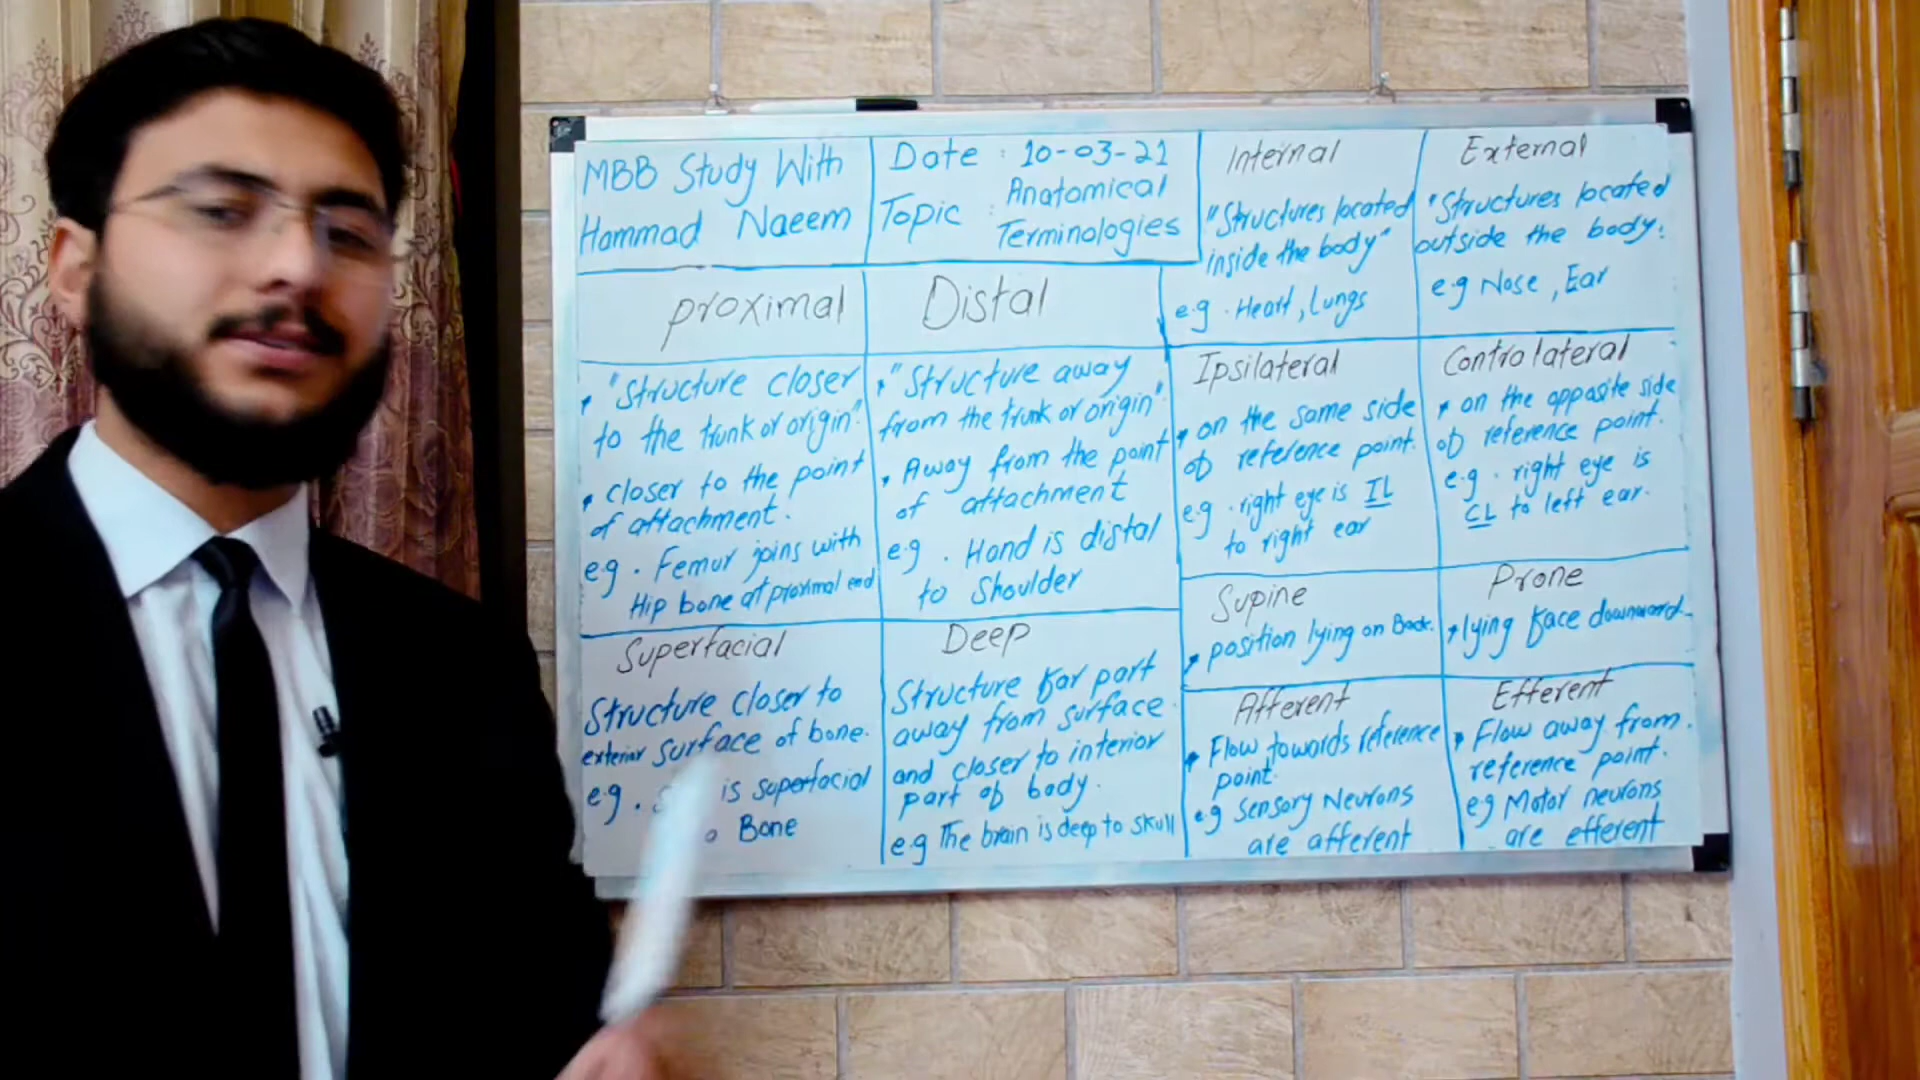 MBB Study With
Hammad Naeem
Date : 10-03-21
Topic : Anatomical
Terminologies
Internal
"Structures located
inside the body"
e.g . Heart, Lungs
External
"Structures located
outside the body.
e.g Nose, Ear
proximal
"Structure closer
to the trunk or origin"
closer to the point
of attachment.
e.g . Femur joins with
Hip bone at proximal end
Distal
"Structure away
from the trunk or origin"
Away from the point
of attachment
e.g . Hand is distal
to Shoulder
Ipsilateral
on the same side
of reference point.
e.g . right eye is IL
to right ear
Contralateral
on the opposite side
of reference point.
e.g . right eye is
CL to left ear.
Supine
position lying on Back.
Prone
lying face downward
Superfacial
Structure closer to
exterior surface of bone.
e.g . is superfacial
Bone
Deep
Structure far part
away from surface
and closer to interior
part of body.
e.g The brain is deep to skull
Afferent
Flow towards reference
point.
e.g Sensory Neurons
are afferent
Efferent
Flow away from
reference point.
e.g Motor neurons
are efferent